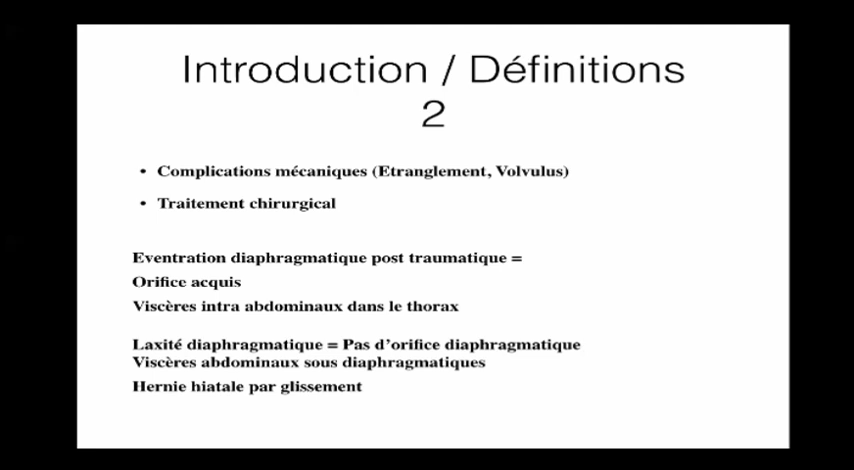 Introduction / Définitions
2
• Complications mécaniques (Etranglement, Volvulus)
• Traitement chirurgical
Eventration diaphragmatique post traumatique =
Orifice acquis
Viscères intra abdominaux dans le thorax
Laxité diaphragmatique = Pas d'orifice diaphragmatique
Viscères abdominaux sous diaphragmatiques
Hernie hiatale par glissement